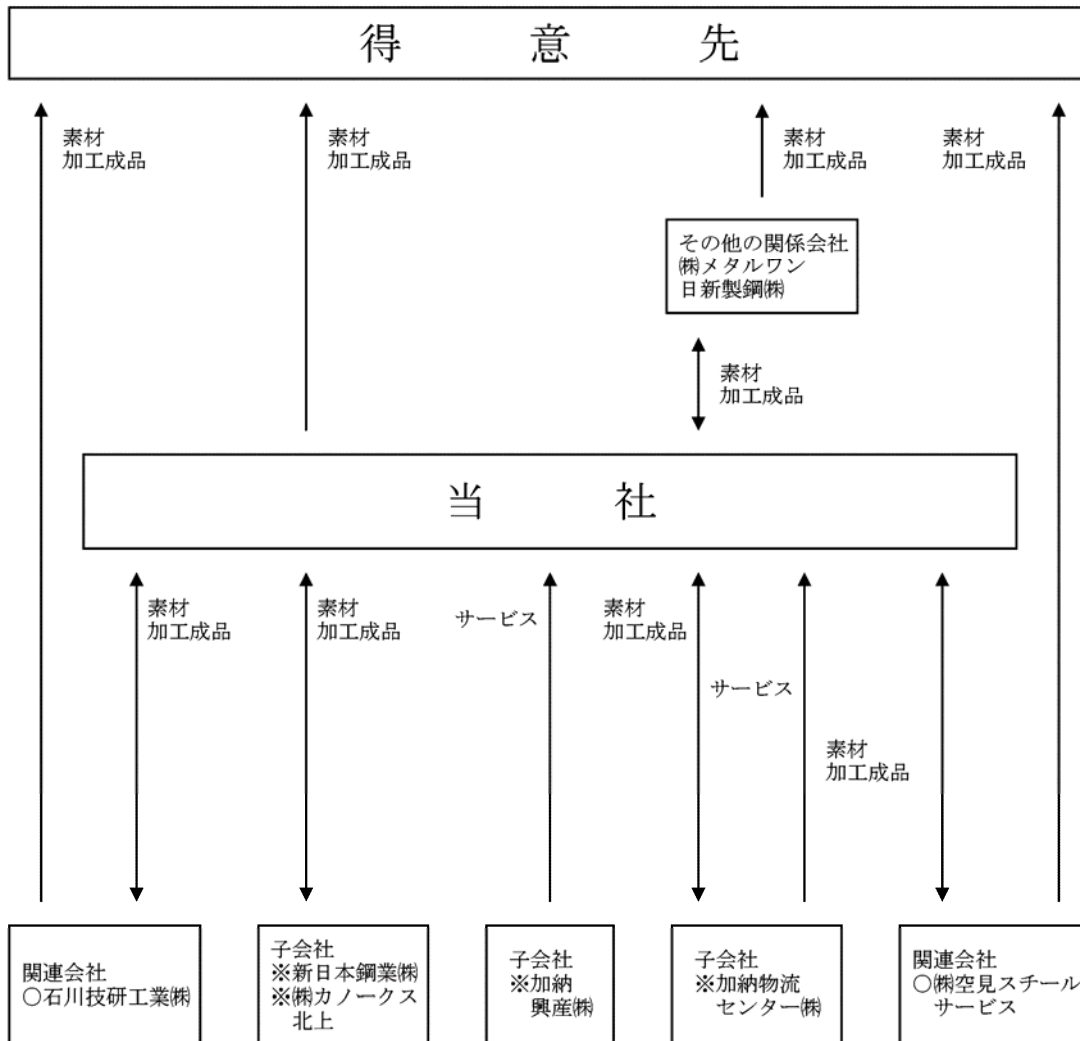 得意先
素材
加工成品
素材
加工成品
素材
加工成品
素材
加工成品
その他の関係会社
㈱メタルワン
日新製鋼㈱
素材
加工成品
当社
素材
加工成品
素材
加工成品
サービス
素材
加工成品
サービス
素材
加工成品
関連会社
○石川技研工業㈱
子会社
※新日本鋼業㈱
※㈱カノークス
北上
子会社
※加納
興産㈱
子会社
※加納物流
センター㈱
関連会社
○㈱空見スチール
サービス